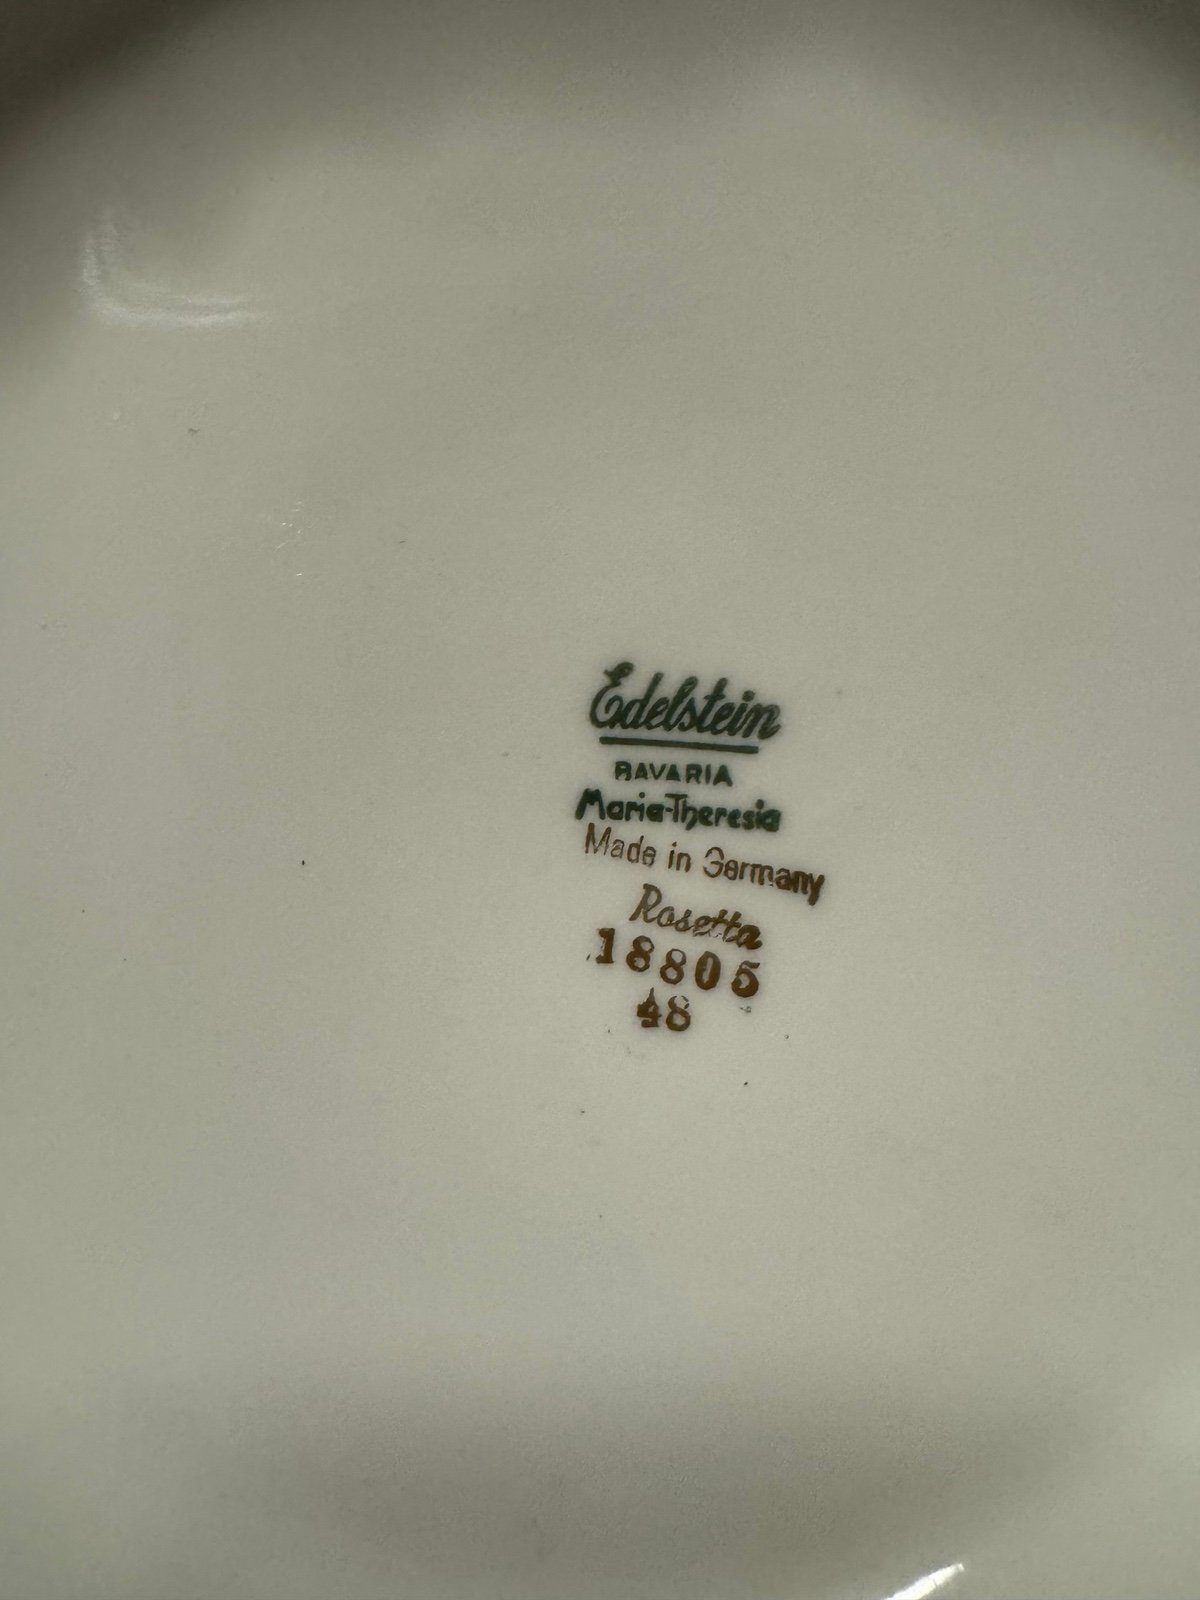 Edelstein
BAVARIA
Maria-Theresia
Made in Germany
Rosetta
18805
48